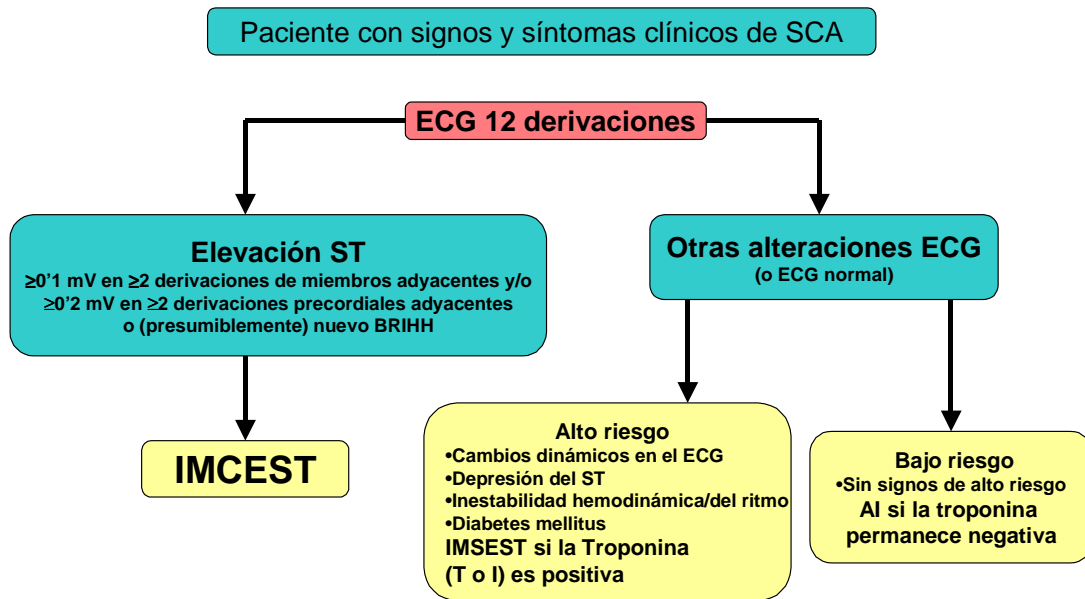 Paciente con signos y síntomas clínicos de SCA
ECG 12 derivaciones
Elevación ST
≥0'1 mV en ≥2 derivaciones de miembros adyacentes y/o
≥0'2 mV en ≥2 derivaciones precordiales adyacentes
o (presumiblemente) nuevo BRIHH
Otras alteraciones ECG
(o ECG normal)
IMCEST
Alto riesgo
•Cambios dinámicos en el ECG
•Depresión del ST
•Inestabilidad hemodinámica/del ritmo
•Diabetes mellitus
IMSEST si la Troponina
(T o I) es positiva
Bajo riesgo
•Sin signos de alto riesgo
AI si la troponina
permanece negativa